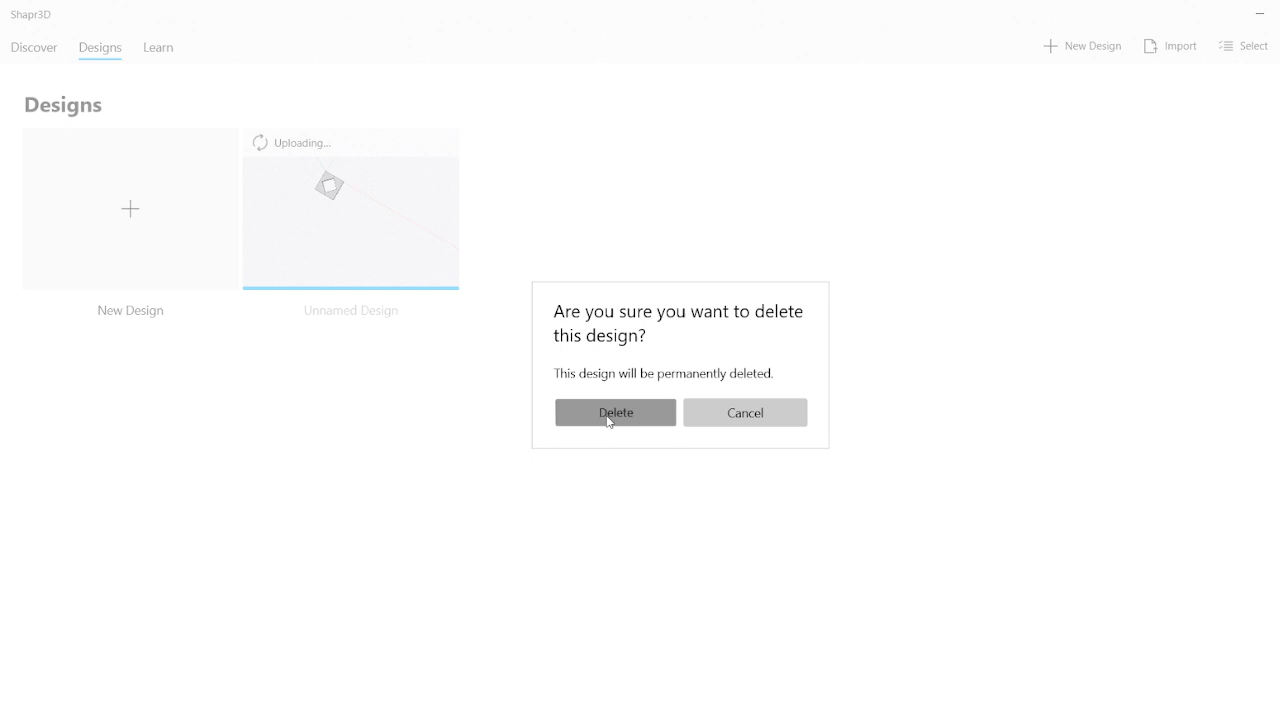 Shapr3D
Discover
Designs
Learn
New Design
Import
Select
Designs
Uploading...
New Design
Unnamed Design
Are you sure you want to delete
this design?
This design will be permanently deleted.
Delete
Cancel